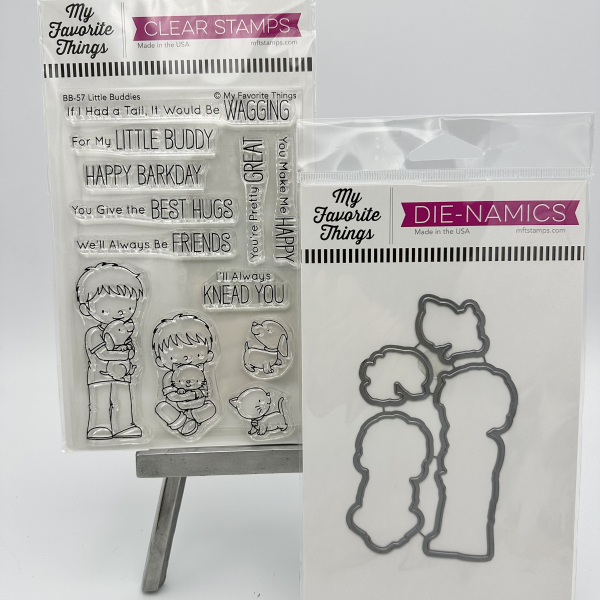 My
Favorite
Things
CLEAR STAMPS
Made in the USA
mftstamps.com
BB-57 Little Buddies
© My Favorite Things
If I Had a Tail, It Would Be WAGGING
For My LITTLE BUDDY
HAPPY BARKDAY
You Give the BEST HUGS
We'll Always Be FRIENDS
You're Pretty GREAT
You Make Me HAPPY
I'll Always
KNEAD YOU
My
Favorite
Things
DIE-NAMICS
Made in the USA
mftstamps.com